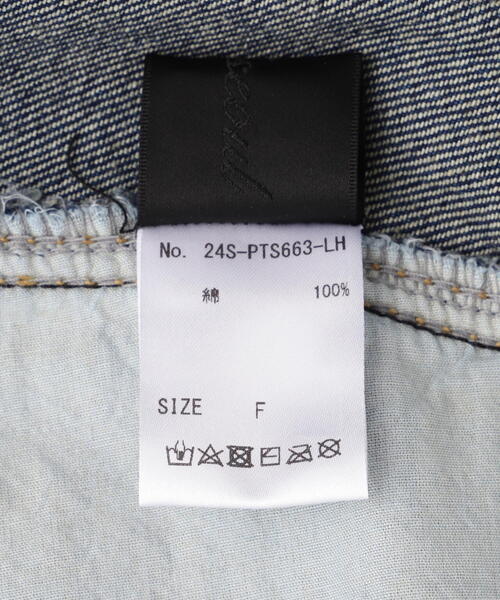 No. 24S-PTS663-LH
綿 100%
SIZE F